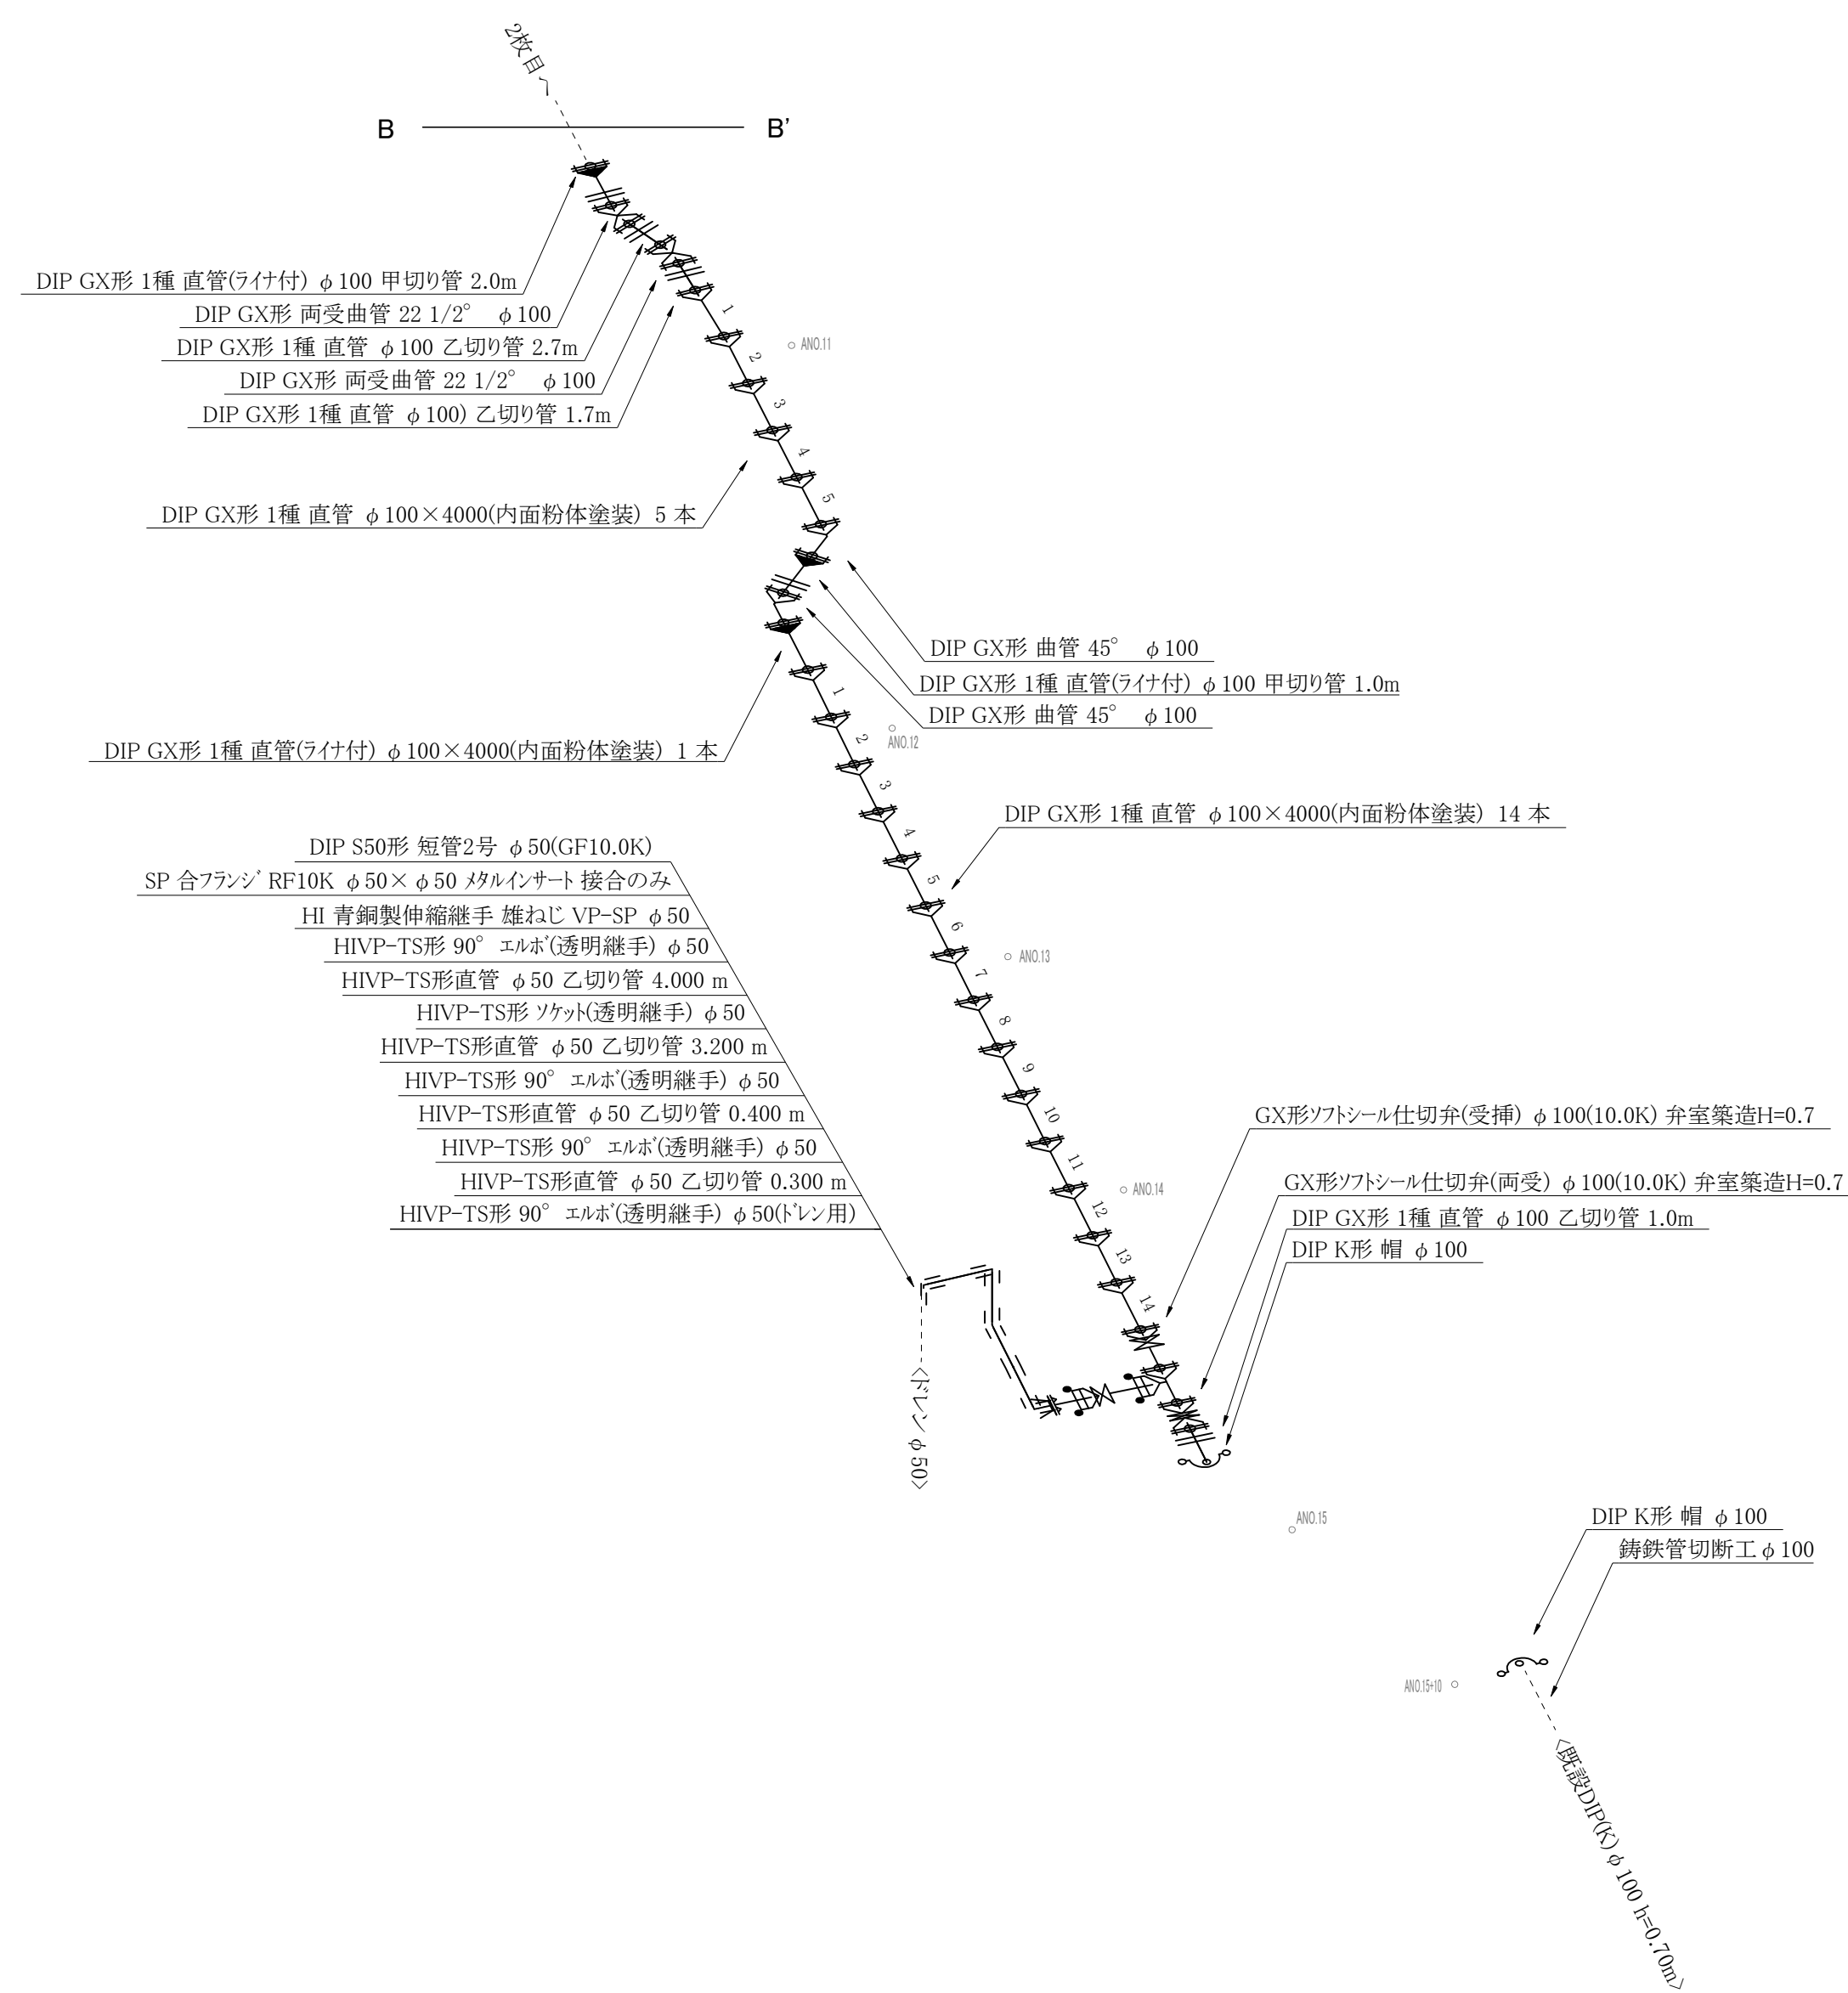 2枚目へ
B
B'
DIP GX形 1種 直管(ライナ付) φ100 甲切り管 2.0m
DIP GX形 両受曲管 22 1/2° φ100
DIP GX形 1種 直管 φ100 乙切り管 2.7m
DIP GX形 両受曲管 22 1/2° φ100
DIP GX形 1種 直管 φ100) 乙切り管 1.7m
1
ANO.11
2
3
4
5
DIP GX形 1種 直管 φ100×4000(内面粉体塗装) 5 本
DIP GX形 曲管 45° φ100
DIP GX形 1種 直管(ライナ付) φ100 甲切り管 1.0m
DIP GX形 曲管 45° φ100
DIP GX形 1種 直管(ライナ付) φ100×4000(内面粉体塗装) 1 本
1
ANO.12
2
3
4
5
6
7
8
9
10
11
12
13
14
DIP GX形 1種 直管 φ100×4000(内面粉体塗装) 14 本
ANO.13
ANO.14
DIP S50形 短管2号 φ50(GF10.0K)
SP 合フランジ RF10K φ50×φ50 メタルインサート 接合のみ
HI 青銅製伸縮継手 雄ねじ VP-SP φ50
HIVP-TS形 90° エルボ(透明継手) φ50
HIVP-TS形直管 φ50 乙切り管 4.000 m
HIVP-TS形 ソケット(透明継手) φ50
HIVP-TS形直管 φ50 乙切り管 3.200 m
HIVP-TS形 90° エルボ(透明継手) φ50
HIVP-TS形直管 φ50 乙切り管 0.400 m
HIVP-TS形 90° エルボ(透明継手) φ50
HIVP-TS形直管 φ50 乙切り管 0.300 m
HIVP-TS形 90° エルボ(透明継手) φ50(ドレン用)
GX形ソフトシール仕切弁(受挿) φ100(10.0K) 弁室築造H=0.7
GX形ソフトシール仕切弁(両受) φ100(10.0K) 弁室築造H=0.7
DIP GX形 1種 直管 φ100 乙切り管 1.0m
DIP K形 帽 φ100
<ドレン φ50>
ANO.15
DIP K形 帽 φ100
鋳鉄管切断工φ100
ANO.15+10
<既設DIP(K) φ100 h=0.70m>